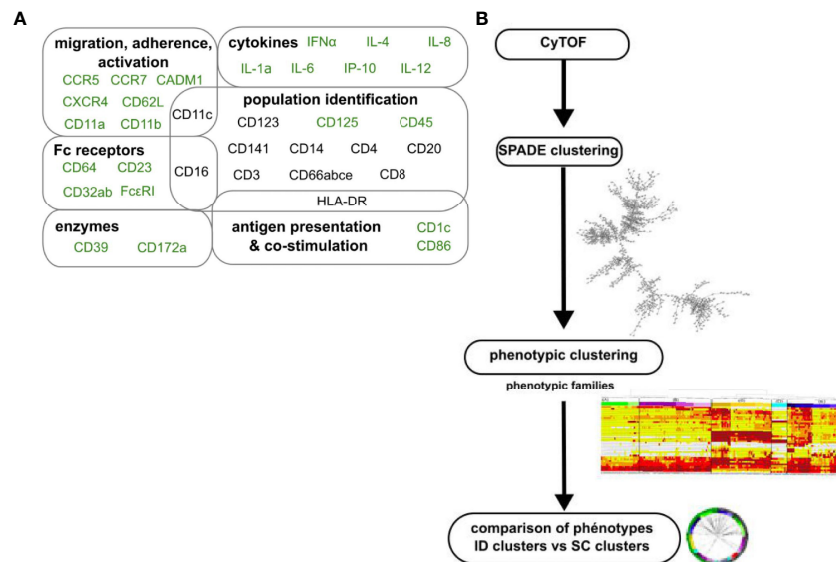 A
migration, adherence,
activation
CCR5 CCR7 CADM1
CXCR4 CD62L
CD11a CD11b
CD11c
cytokines IFNα IL-4 IL-8
IL-1a IL-6 IP-10 IL-12
population identification
CD123 CD125 CD45
CD141 CD14 CD4 CD20
CD3 CD66abce CD8
HLA-DR
Fc receptors
CD64 CD23
CD32ab FcεRI
CD16
enzymes
CD39 CD172a
antigen presentation
& co-stimulation
CD1c
CD86
B
CyTOF
SPADE clustering
phenotypic clustering
phenotypic families
comparison of phénotypes
ID clusters vs SC clusters